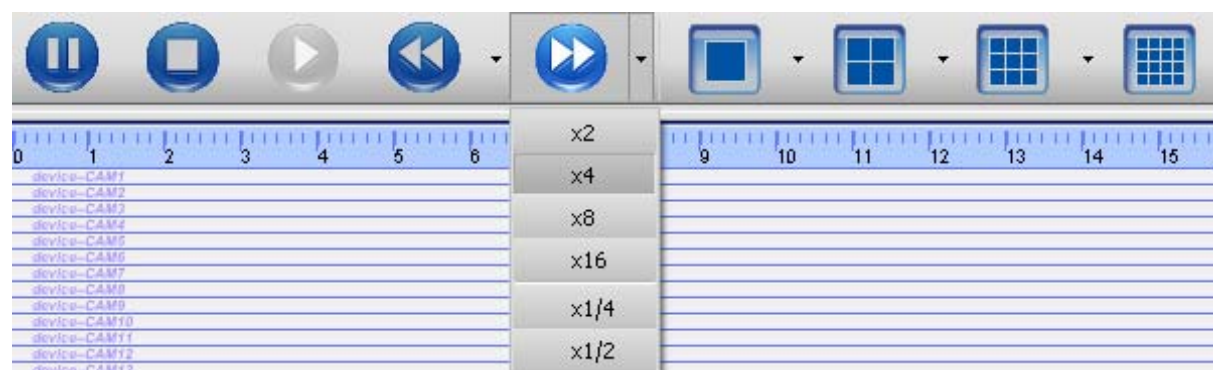 x2
0 1 2 3 4 5 6 9 10 11 12 13 14 15
device-CAM1
x4
device-CAM2
device-CAM3
device-CAM4
x8
device-CAM5
device-CAM6
x16
device-CAM7
device-CAM8
device-CAM9
x1/4
device-CAM10
device-CAM11
device-CAM12
x1/2
device-CAM13